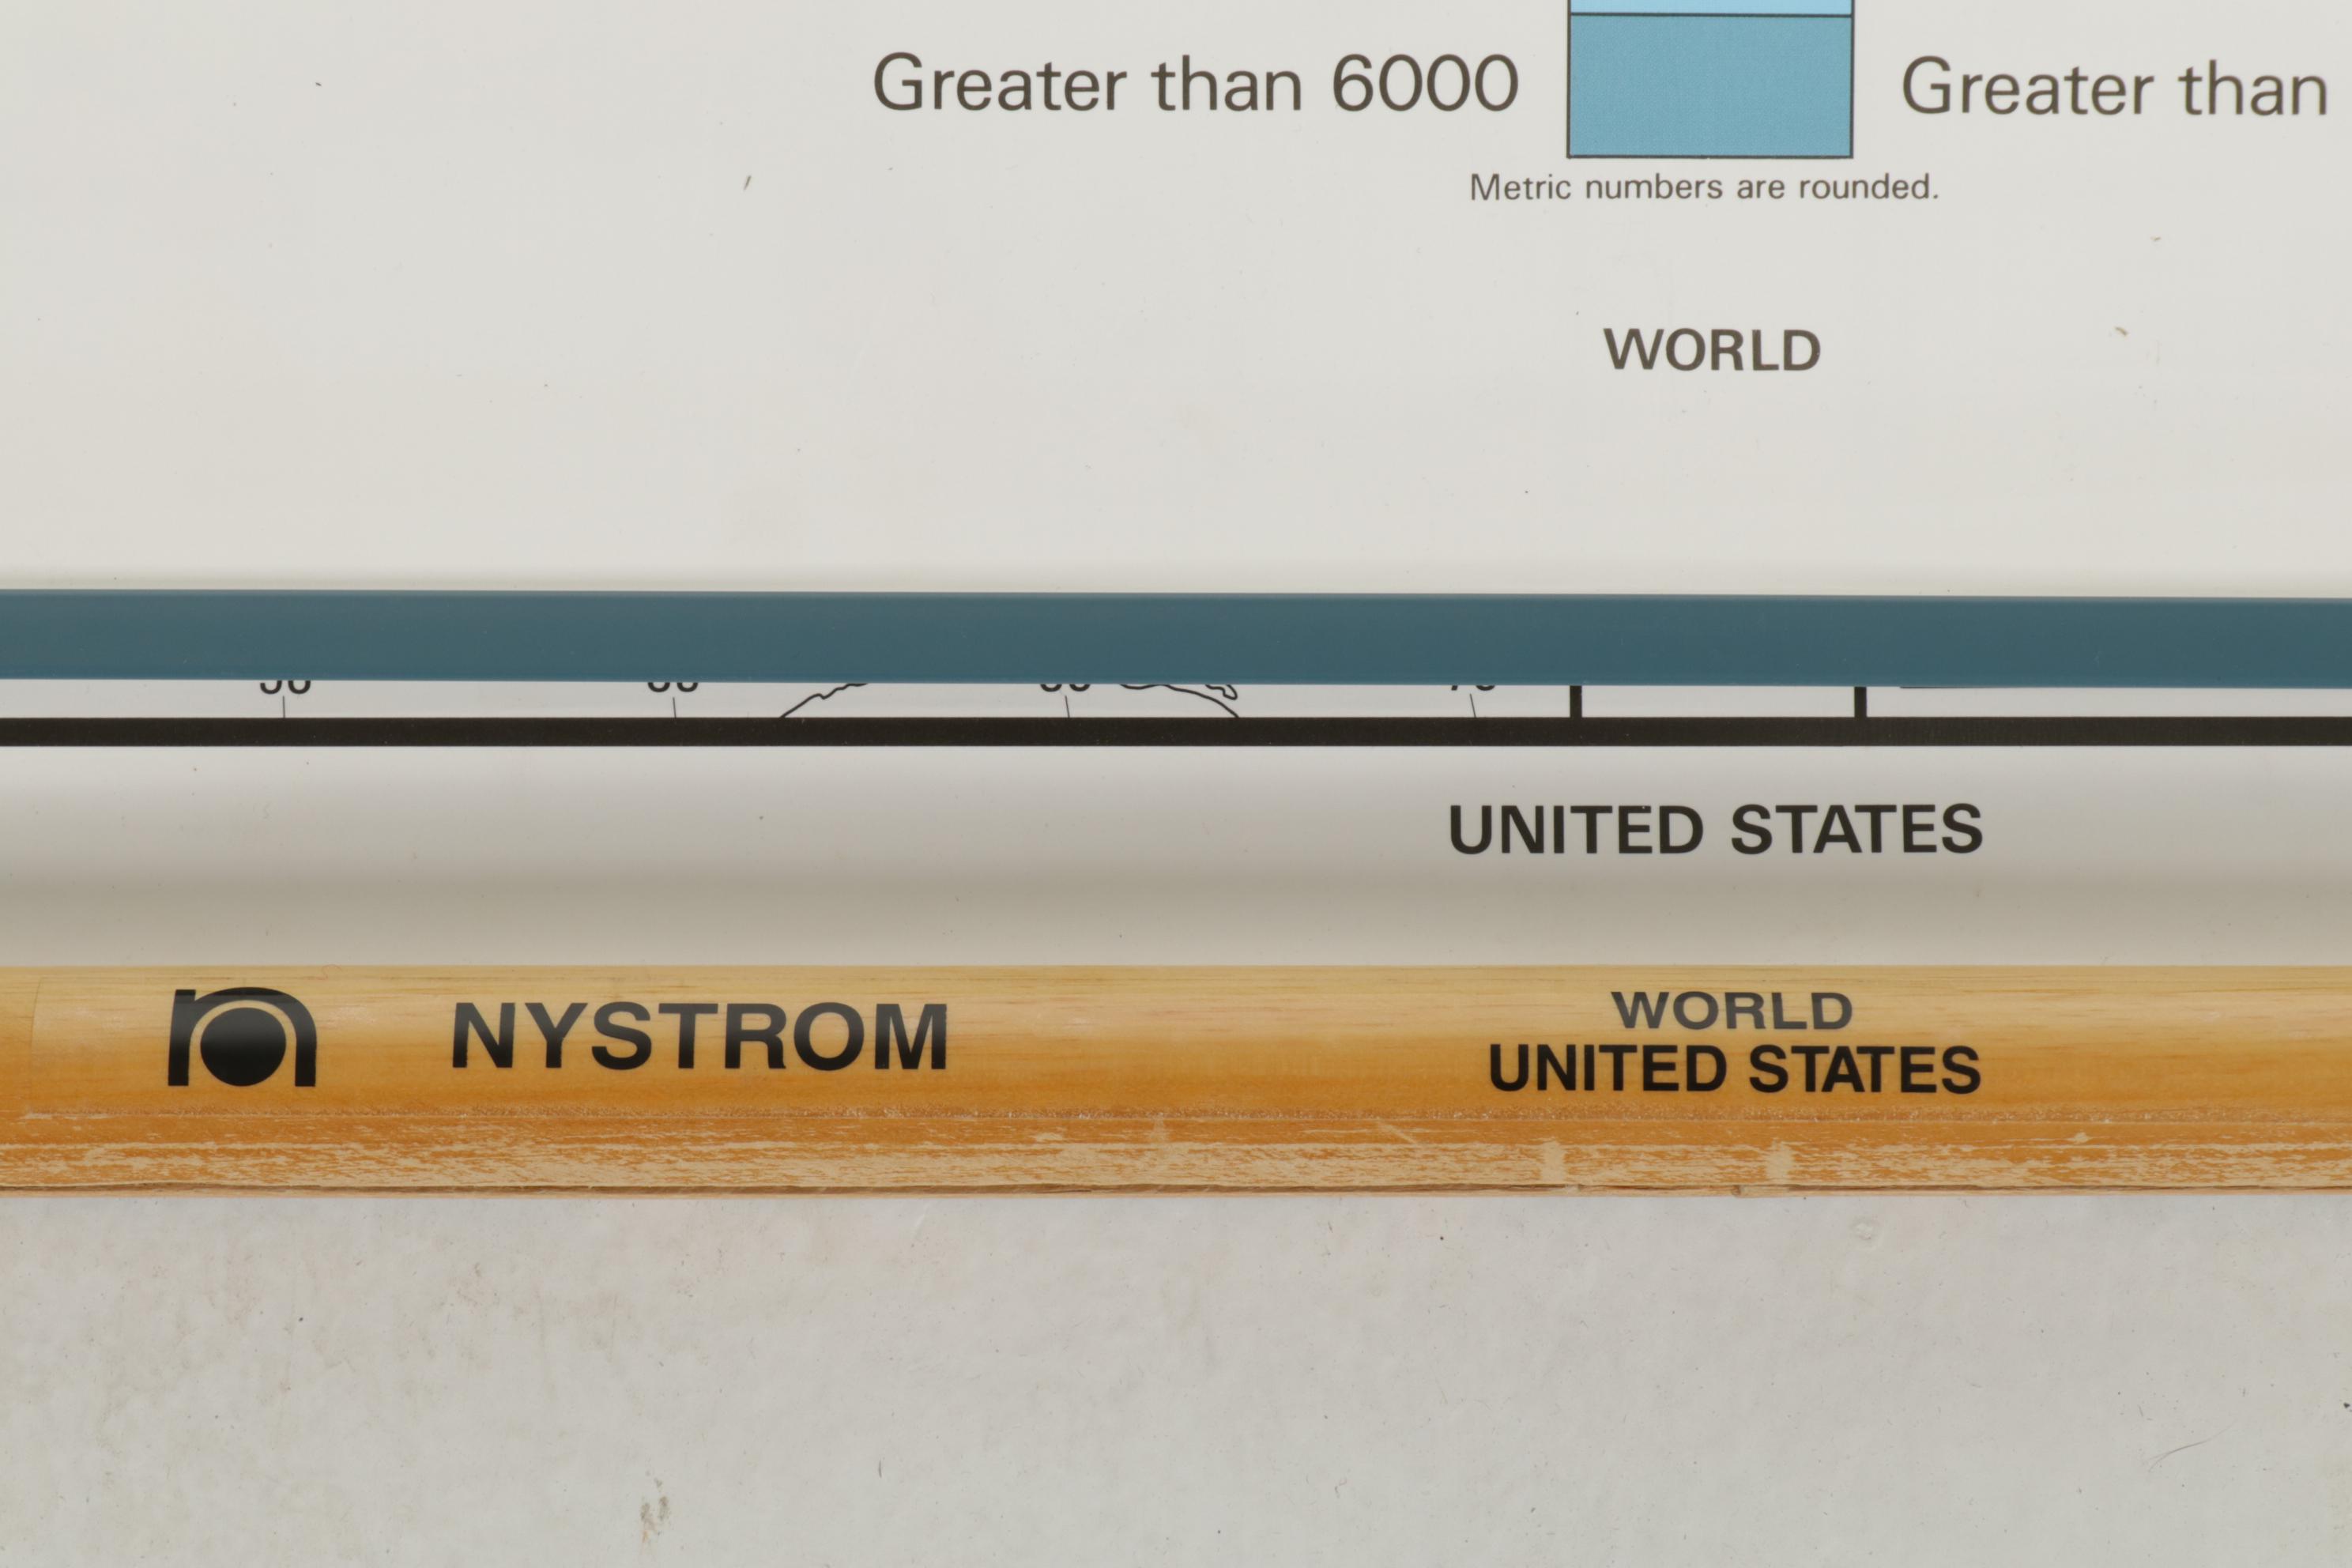 Greater than 6000 Greater than
Metric numbers are rounded.
WORLD
UNITED STATES
NYSTROM
WORLD
UNITED STATES